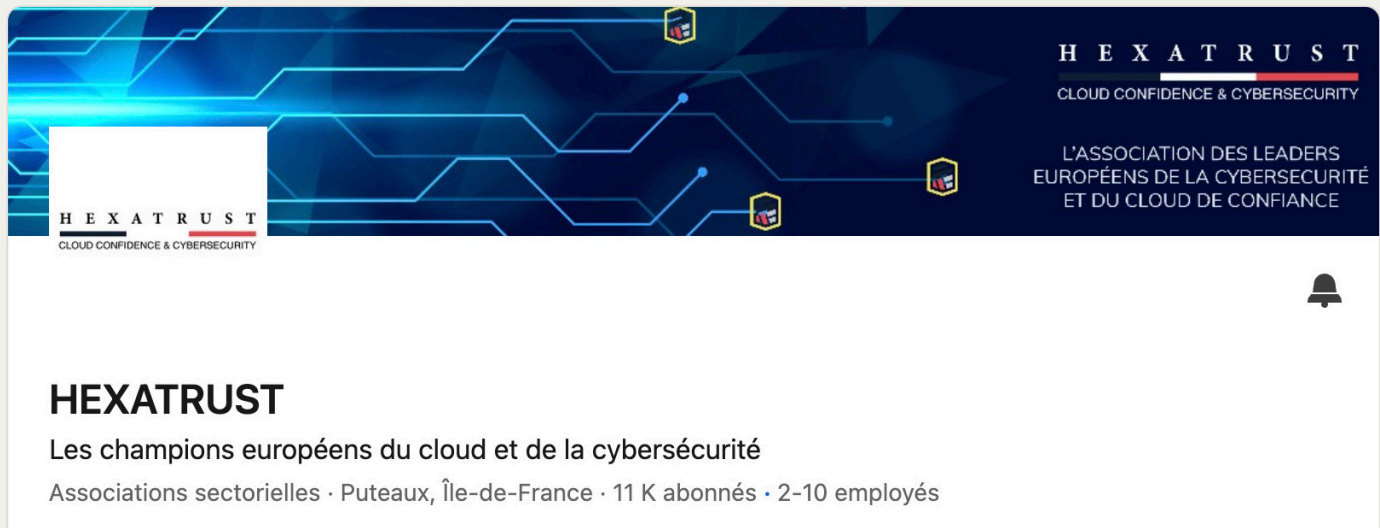 HEXATRUST
CLOUD CONFIDENCE & CYBERSECURITY
L'ASSOCIATION DES LEADERS
EUROPÉENS DE LA CYBERSECURITÉ
ET DU CLOUD DE CONFIANCE
HEXATRUST
CLOUD CONFIDENCE & CYBERSECURITY
HEXATRUST
Les champions européens du cloud et de la cybersécurité
Associations sectorielles · Puteaux, Île-de-France · 11 K abonnés · 2-10 employés